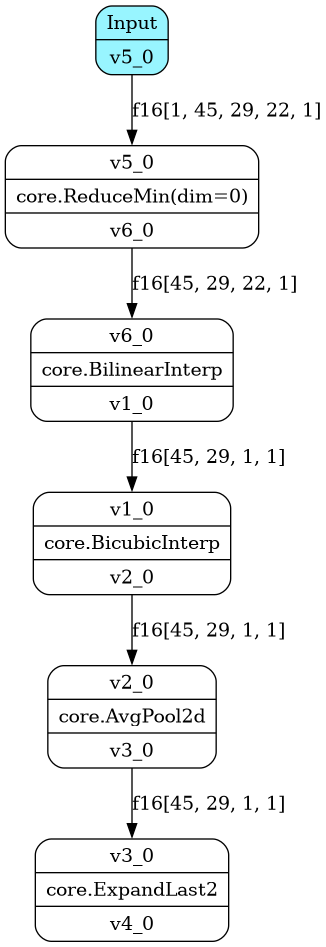 Input
v5_0
f16[1, 45, 29, 22, 1]
v5_0
core.ReduceMin(dim=0)
v6_0
f16[45, 29, 22, 1]
v6_0
core.BilinearInterp
v1_0
f16[45, 29, 1, 1]
v1_0
core.BicubicInterp
v2_0
f16[45, 29, 1, 1]
v2_0
core.AvgPool2d
v3_0
f16[45, 29, 1, 1]
v3_0
core.ExpandLast2
v4_0